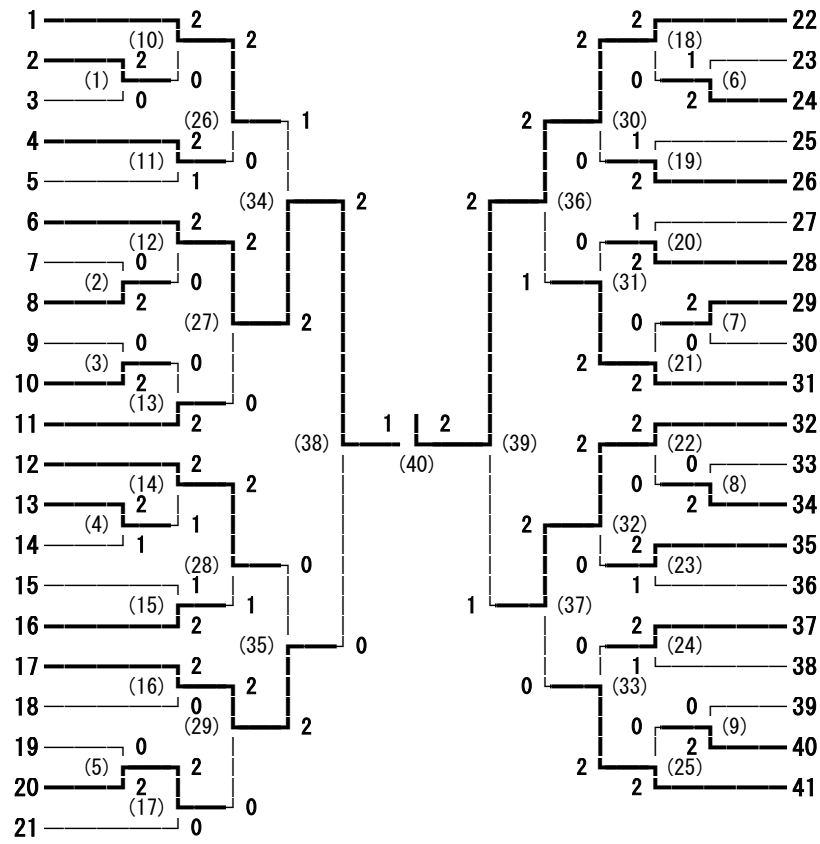 1 2 2 22
(10) 2 2 (18)
2 2 1 23
(1) 0 0 (6)
3 0 2 24
(26) 1 2 (30)
4 2 1 25
(11) 0 0 (19)
5 1 2 26
(34) 2 2 (36)
6 2 1 27
(12) 2 0 (20)
7 0 2 28
(2) 0 1 (31)
8 2 2 29
(27) 2 0 (7)
9 0 0 30
(3) 0 2 (21)
10 2 2 31
(13) 0
11 2 1 2 2 32
(38) (40) (39) 2 (22)
12 2 0 33
(14) 2 0 (8)
13 2 2 34
(4) 1 2 (32)
14 1 2 35
(28) 0 0 (23)
15 1 1 36
(15) 1 1 (37)
16 2 2 37
(35) 0 0 (24)
17 2 1 38
(16) 2 0 (33)
18 0 0 39
(29) 2 0 (9)
19 0 2 40
(5) 2 2 (25)
20 2 2 41
(17) 0
21 0